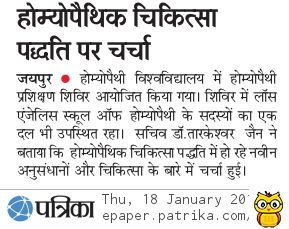 होम्योपैथिक चिकित्सा
पद्धति पर चर्चा
जयपुर ● होम्योपैथी विश्वविद्यालय में होम्योपैथी
प्रशिक्षण शिविर आयोजित किया गया। शिविर में लॉस
एंजेलिस स्कूल ऑफ होम्योपैथी के सदस्यों का एक
दल भी उपस्थित रहा। सचिव डॉ.तारकेश्वर जैन ने
बताया कि होम्योपैथिक चिकित्सा पद्धति में हो रहे नवीन
अनुसंधानों और चिकित्सा के बारे में चर्चा हुई।
पत्रिका
Thu, 18 January 20
epaper.patrika.com/